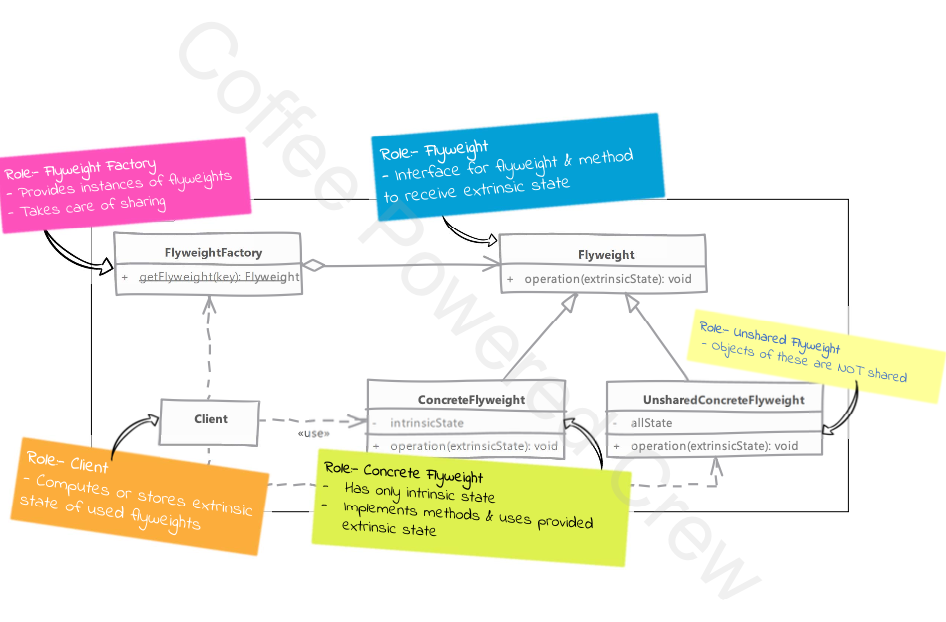 Coffee Powered Crew
Role- Flyweight Factory
- Provides instances of flyweights
- Takes care of sharing
Role- Flyweight
- Interface for flyweight & method
to receive extrinsic state
FlyweightFactory
+ getFlyweight(key): Flyweight
Flyweight
+ operation(extrinsicState): void
Role- Unshared Flyweight
- Objects of these are NOT shared
Client
«use»
ConcreteFlyweight
- intrinsicState
+ operation(extrinsicState): void
UnsharedConcreteFlyweight
- allState
+ operation(extrinsicState): void
Role- Client
- Computes or stores extrinsic
state of used flyweights
Role- Concrete Flyweight
- Has only intrinsic state
- Implements methods & uses provided
extrinsic state